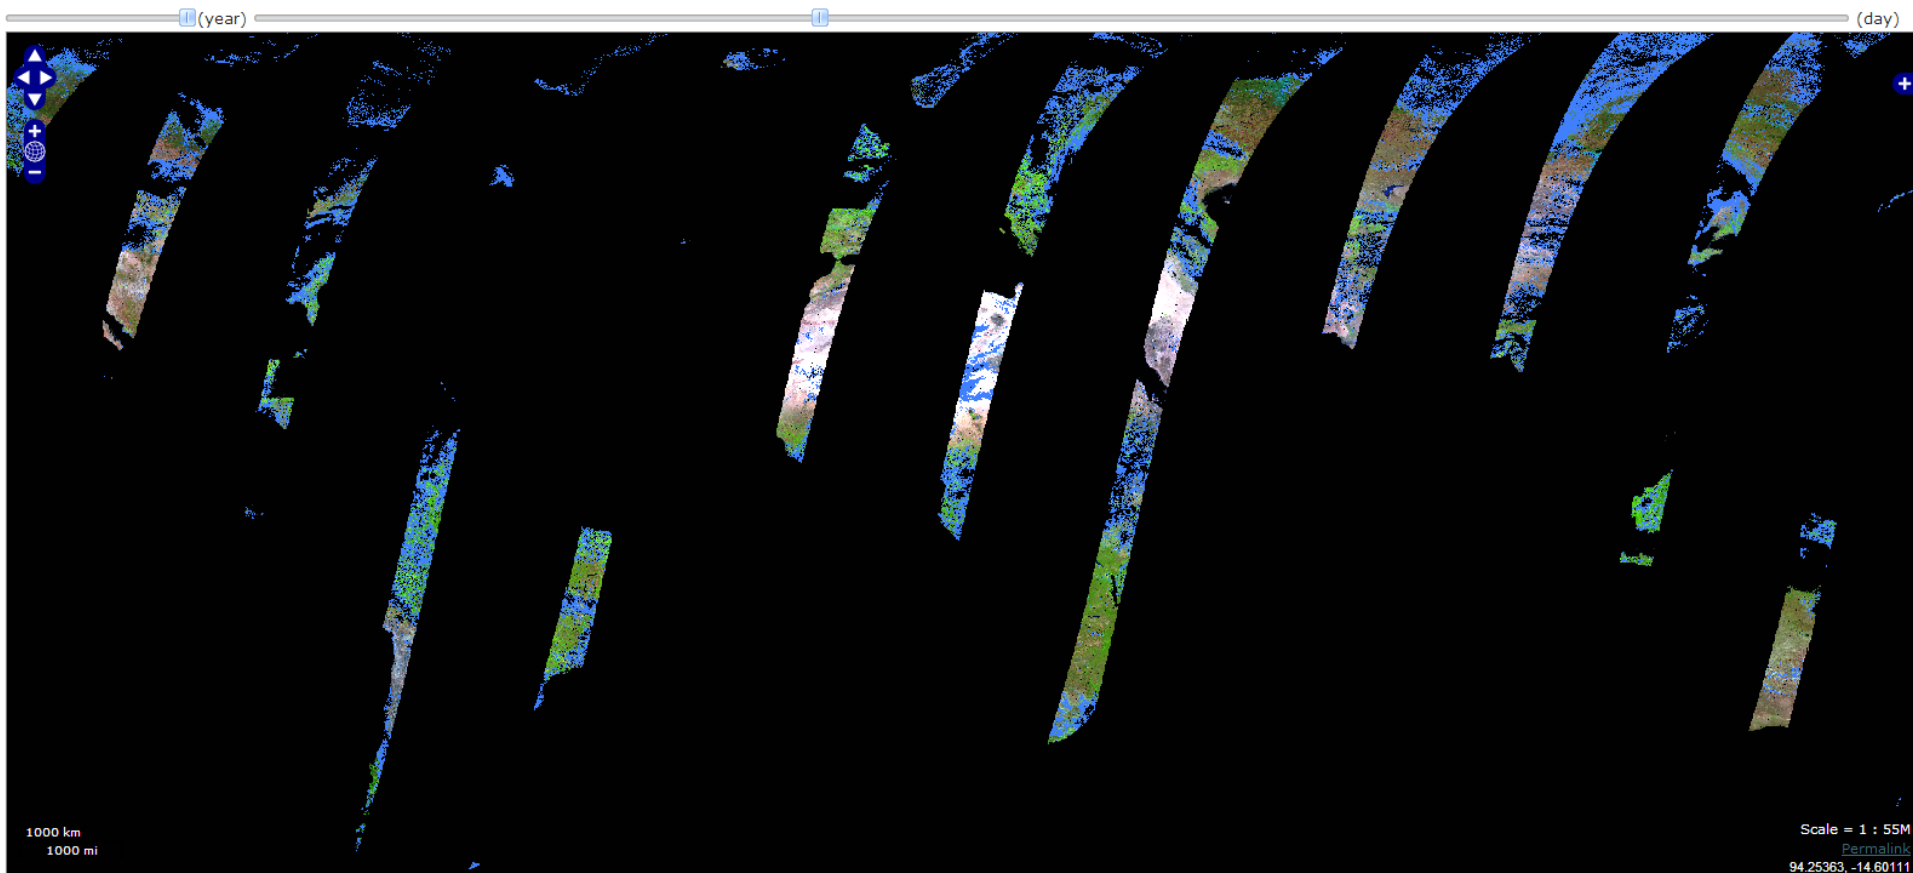 (year)
(day)
1000 km
1000 mi
Scale = 1 : 55M
Permalink
94.25363, -14.60111